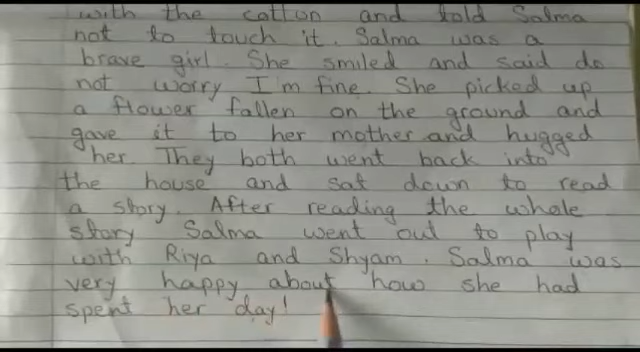 with the cotton and told Salma
not to touch it. Salma was a
brave girl. She smiled and said do
not worry I'm fine. She picked up
a flower fallen on the ground and
gave it to her mother and hugged
her. They both went back into
the house and sat down to read
a story. After reading the whole
story Salma went out to play
with Riya and Shyam. Salma was
very happy about how she had
spent her day!